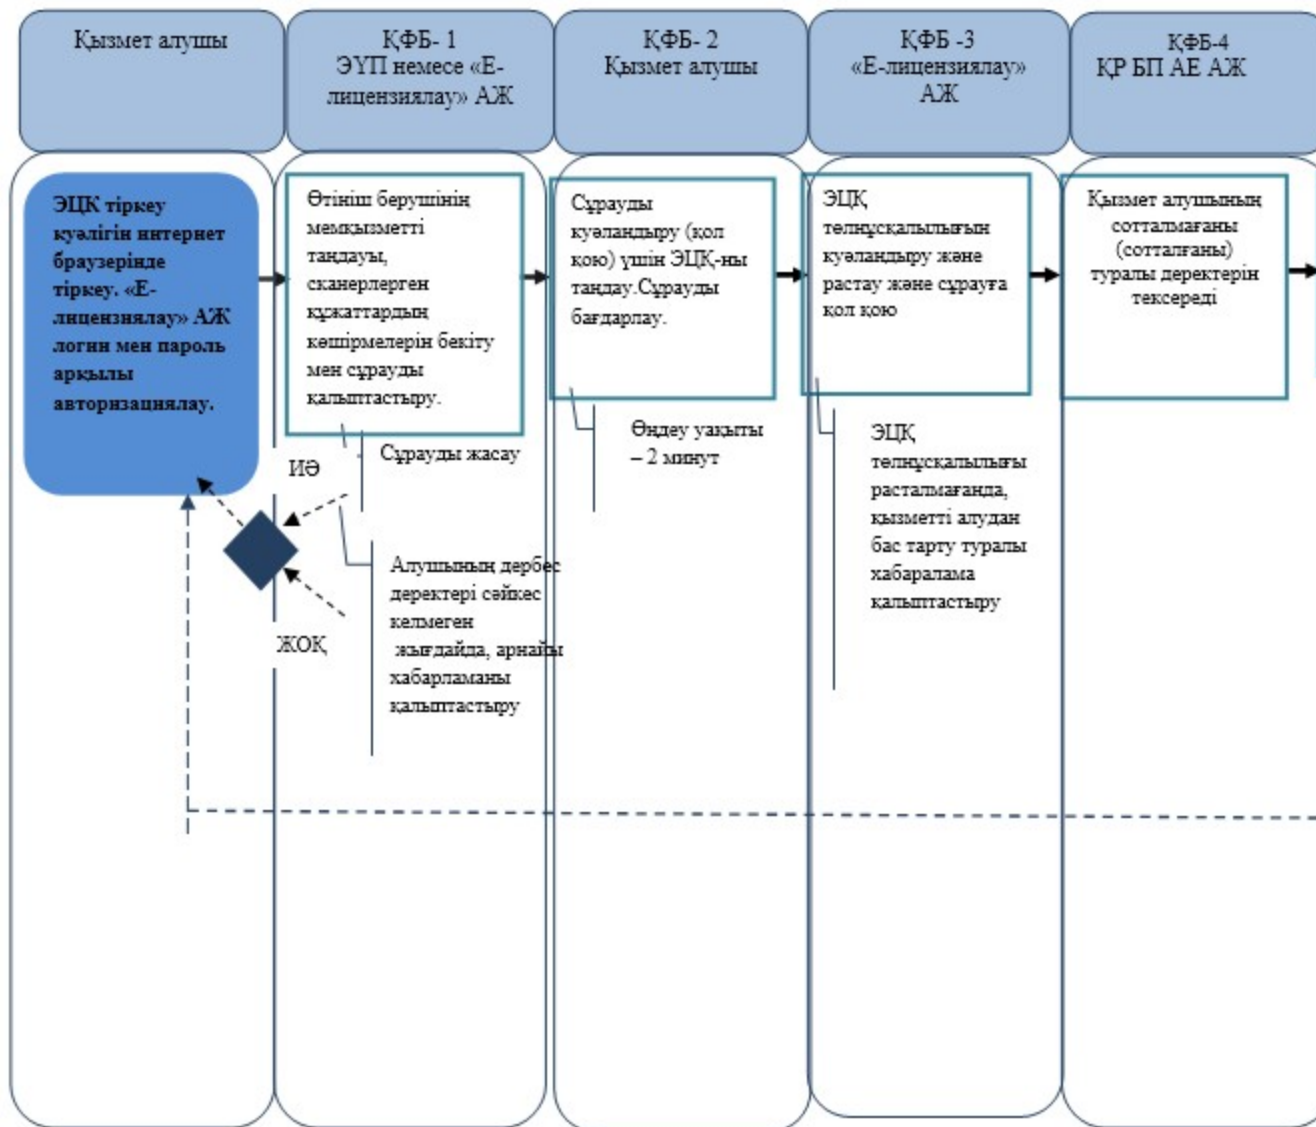 Қызмет алушы
ҚФБ- 1
ЭҮП немесе «Е-
лицензиялау» АЖ
ҚФБ- 2
Қызмет алушы
ҚФБ -3
«Е-лицензиялау»
АЖ
ҚФБ-4
ҚР БП АЕ АЖ
ЭЦК тіркеу
куәлігін интернет
браузерінде
тіркеу. «Е-
лицензиялау» АЖ
логин мен пароль
арқылы
авторизациялау.
Өтініш берушінің
мемқызметті
таңдауы,
сканерлерген
құжаттардың
көшірмелерін бекіту
мен сұрауды
қалыптастыру.
Сұрауды
куәландыру (қол
қою) үшін ЭЦҚ-ны
таңдау.Сұрауды
бағдарлау.
ЭЦҚ
төлнұсқалылығын
куәландыру және
растау және сұрауға
қол қою
Қызмет алушының
сотталмағаны
(сотталғаны)
туралы деректерін
тексереді
ИӘ
Сұрауды жасау
Өңдеу уақыты
– 2 минут
ЭЦҚ
төлнұсқалылығы
расталмағанда,
қызметті алудан
бас тарту туралы
хабаралама
қалыптастыру
ЖОҚ
Алушының дербес
деректері сәйкес
келмеген
жығдайда, арнайы
хабарламаны
қалыптастыру